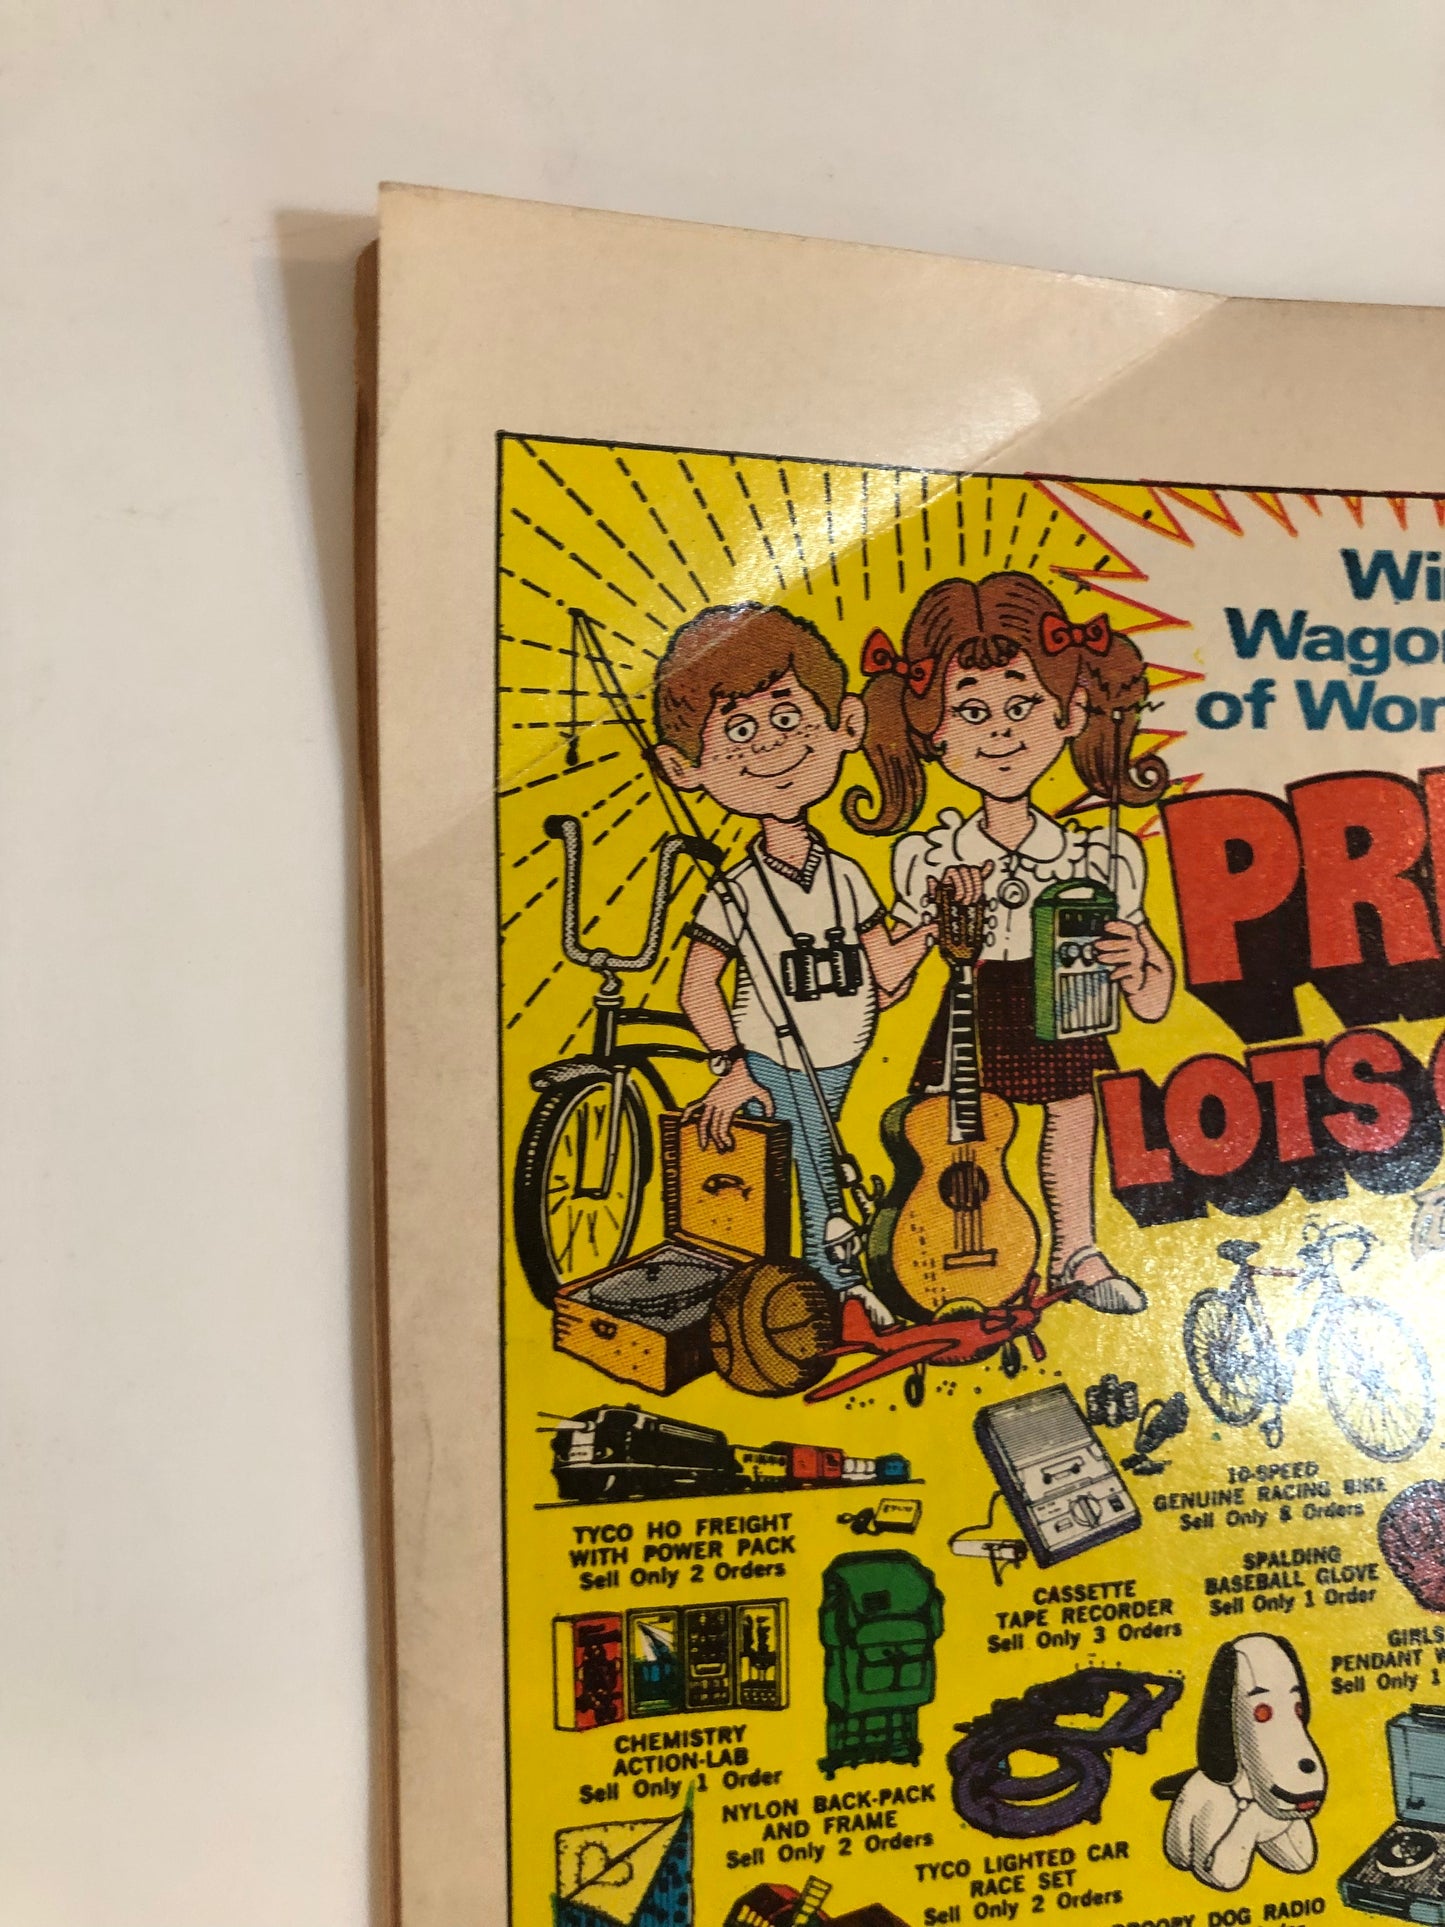 Wi
Wago
of Wor
PRI
LOTS
10-SPEED
GENUINE RACING BIKE
Sell Only 8 Orders
TYCO HO FREIGHT
WITH POWER PACK
Sell Only 2 Orders
SPALDING
BASEBALL GLOVE
Sell Only 1 Order
CASSETTE
TAPE RECORDER
Sell Only 3 Orders
GIRLS
PENDANT W
Sell Only 1
CHEMISTRY
ACTION-LAB
Sell Only 1 Order
NYLON BACK-PACK
AND FRAME
Sell Only 2 Orders
TYCO LIGHTED CAR
RACE SET
Sell Only 2 Orders
DOG RADIO